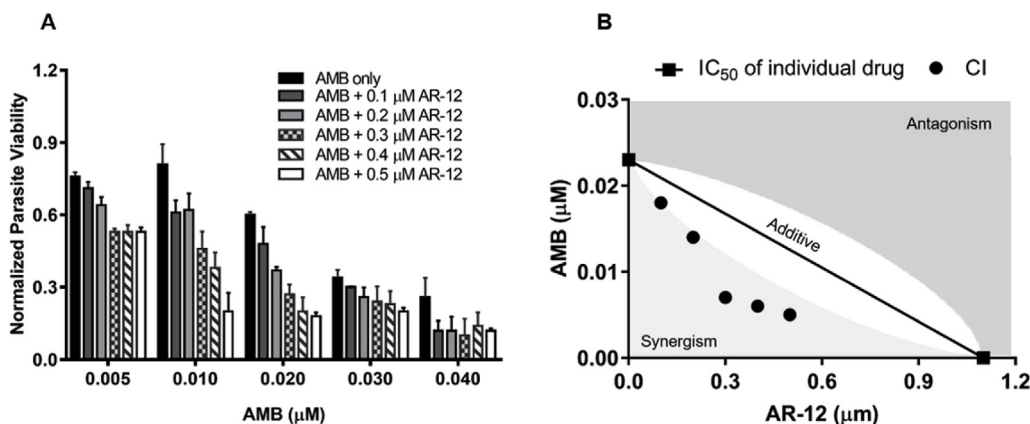 A
Normalized Parasite Viability
1.2
0.9
0.6
0.3
0.0
AMB only
AMB + 0.1 μM AR-12
AMB + 0.2 μM AR-12
AMB + 0.3 μM AR-12
AMB + 0.4 μM AR-12
AMB + 0.5 μM AR-12
0.005 0.010 0.020 0.030 0.040
AMB (μM)
B
IC50 of individual drug CI
AMB (μM)
0.03
0.02
0.01
0.00
Antagonism
Additive
Synergism
0.0 0.3 0.6 0.9 1.2
AR-12 (μm)